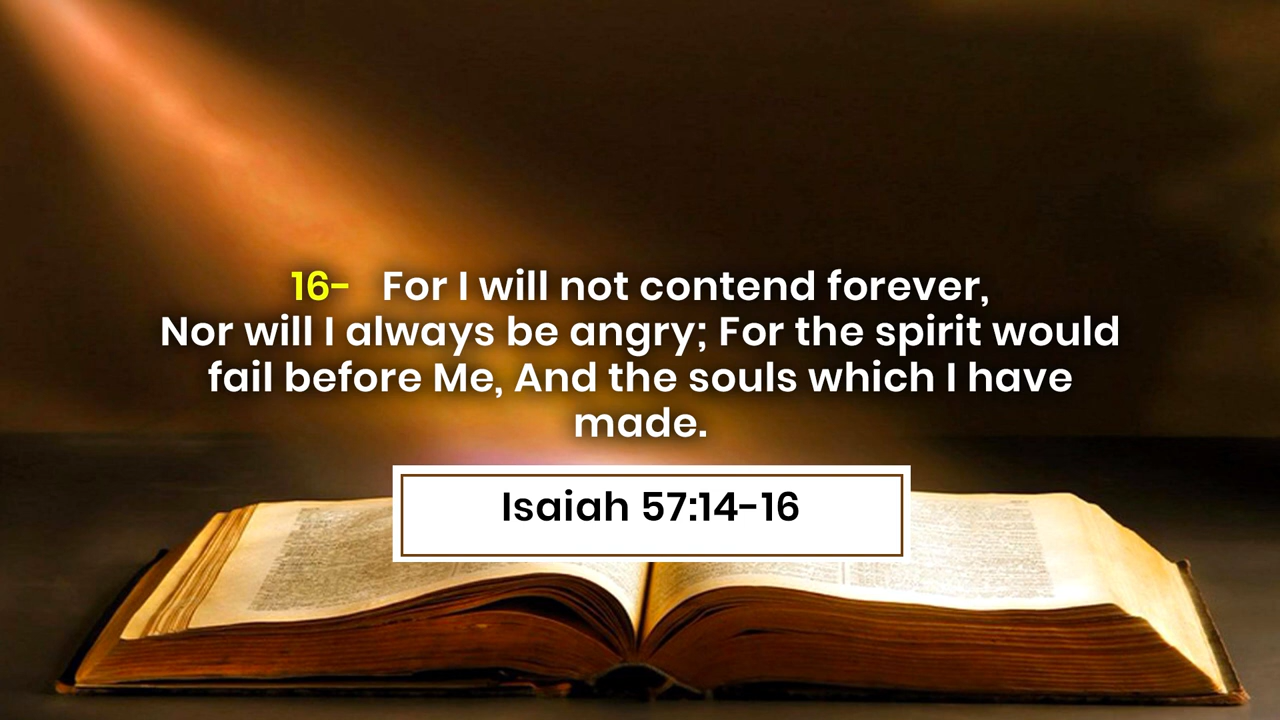 16- For I will not contend forever,
Nor will I always be angry; For the spirit would
fail before Me, And the souls which I have
made.
Isaiah 57:14-16